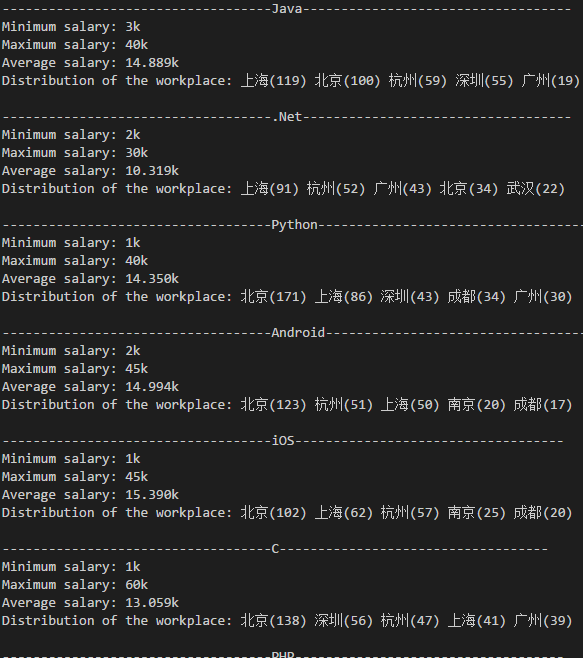 -----------------------------------Java-----------------------------------
Minimum salary: 3k
Maximum salary: 40k
Average salary: 14.889k
Distribution of the workplace: 上海(119) 北京(100) 杭州(59) 深圳(55) 广州(19)
-----------------------------------.Net-----------------------------------
Minimum salary: 2k
Maximum salary: 30k
Average salary: 10.319k
Distribution of the workplace: 上海(91) 杭州(52) 广州(43) 北京(34) 武汉(22)
-----------------------------------Python-----------------------------------
Minimum salary: 1k
Maximum salary: 40k
Average salary: 14.350k
Distribution of the workplace: 北京(171) 上海(86) 深圳(43) 成都(34) 广州(30)
-----------------------------------Android-----------------------------------
Minimum salary: 2k
Maximum salary: 45k
Average salary: 14.994k
Distribution of the workplace: 北京(123) 杭州(51) 上海(50) 南京(20) 成都(17)
-----------------------------------iOS-----------------------------------
Minimum salary: 1k
Maximum salary: 45k
Average salary: 15.390k
Distribution of the workplace: 北京(102) 上海(62) 杭州(57) 南京(25) 成都(20)
-----------------------------------C-----------------------------------
Minimum salary: 1k
Maximum salary: 60k
Average salary: 13.059k
Distribution of the workplace: 北京(138) 深圳(56) 杭州(47) 上海(41) 广州(39)
-----------------------------------PHP-----------------------------------